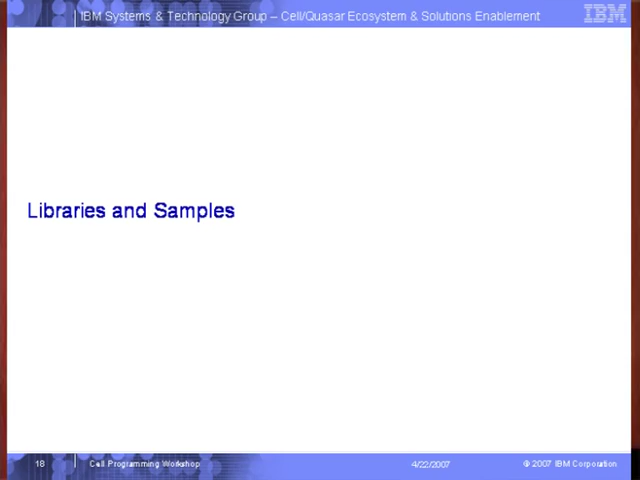 IBM Systems & Technology Group – Cell/Quasar Ecosystem & Solutions Enablement
IBM
Libraries and Samples
18
Cell Programming Workshop
4/22/2007
© 2007 IBM Corporation